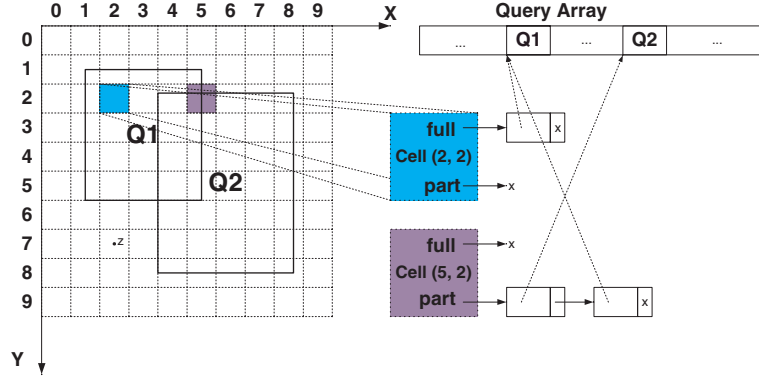 0 1 2 3 4 5 6 7 8 9
X
Query Array
0
... Q1 ... Q2 ...
1
2
3
4
5
6
7
8
9
Q1
Q2
z
full
x
Cell (2, 2)
part
x
full
x
Cell (5, 2)
part
x
Y